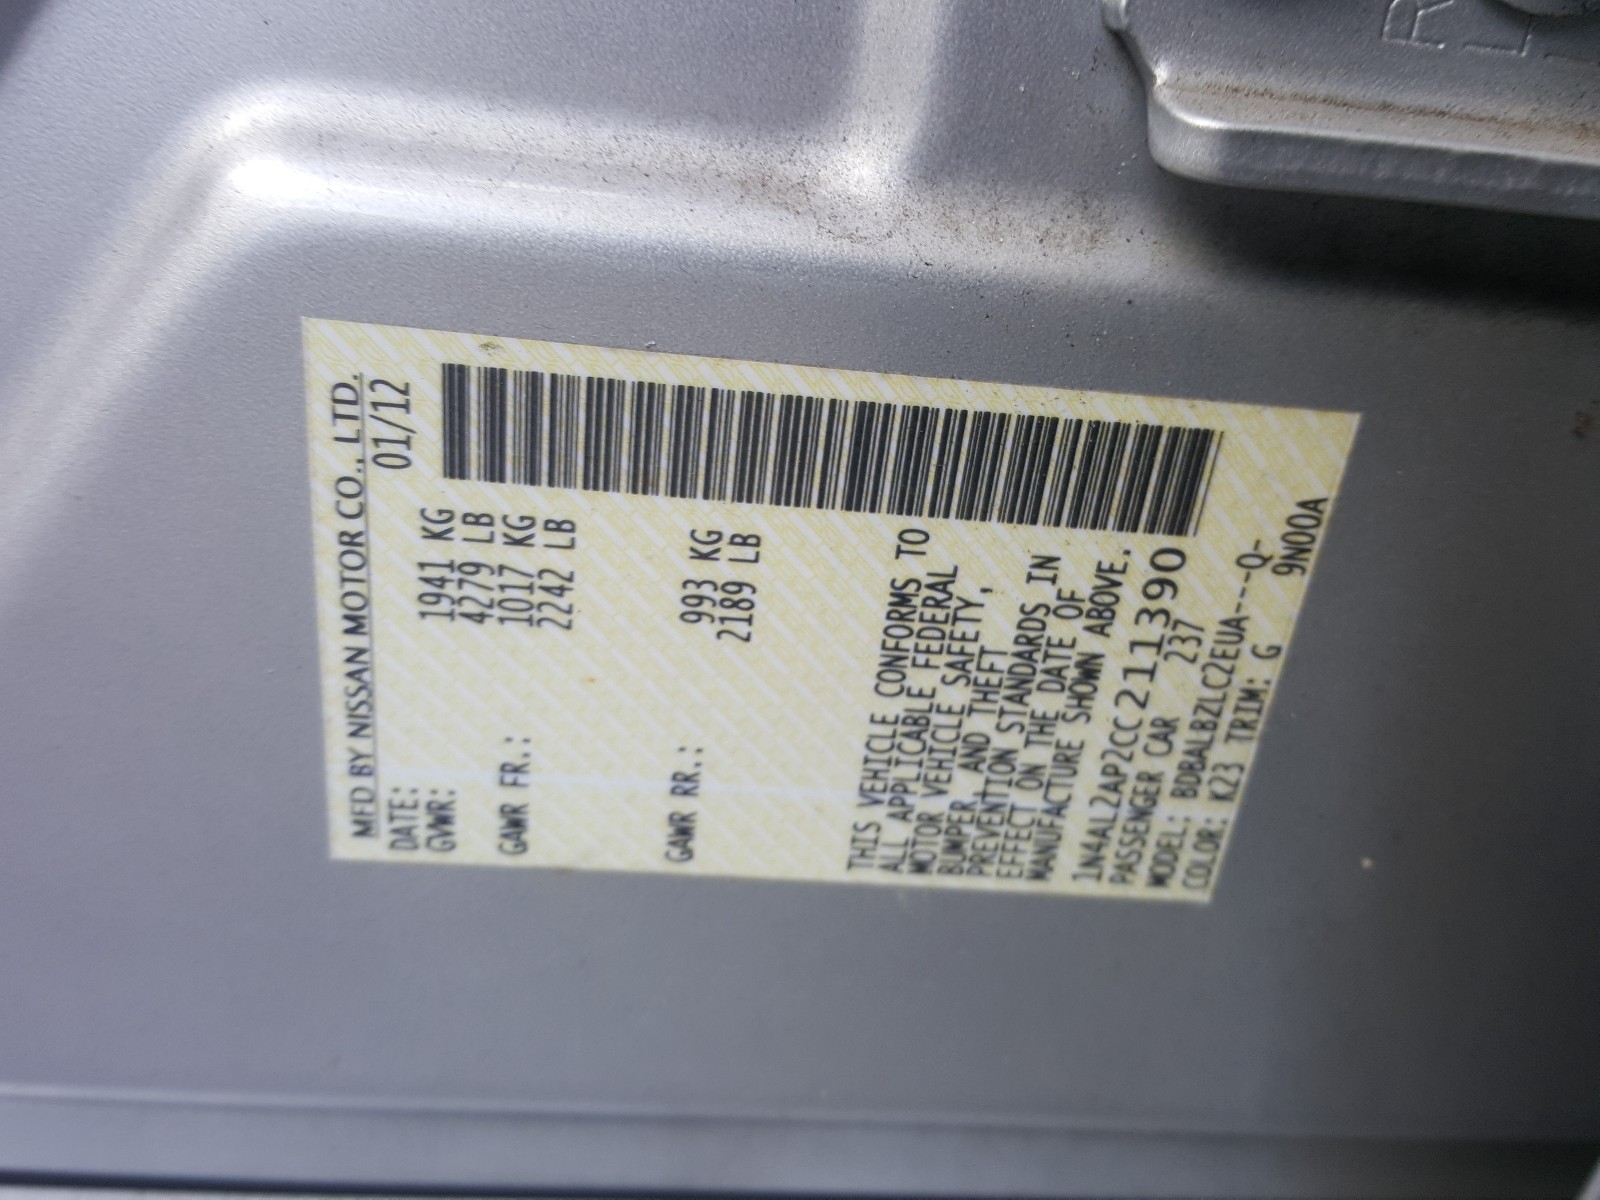 MFD BY NISSAN MOTOR CO., LTD.
DATE: 01/12
GVWR: 1941 KG
4279 LB
GAWR FR.: 1017 KG
2242 LB
GAWR RR.: 993 KG
2189 LB
THIS VEHICLE CONFORMS TO
ALL APPLICABLE FEDERAL
MOTOR VEHICLE SAFETY,
BUMPER AND THEFT
PREVENTION STANDARDS IN
EFFECT ON THE DATE OF
MANUFACTURE SHOWN ABOVE.
1N4AL2AP2CC211390
PASSENGER CAR 237
MODEL: BDBALBZLC2EUA---Q-
COLOR: K23 TRIM: G 9N00A